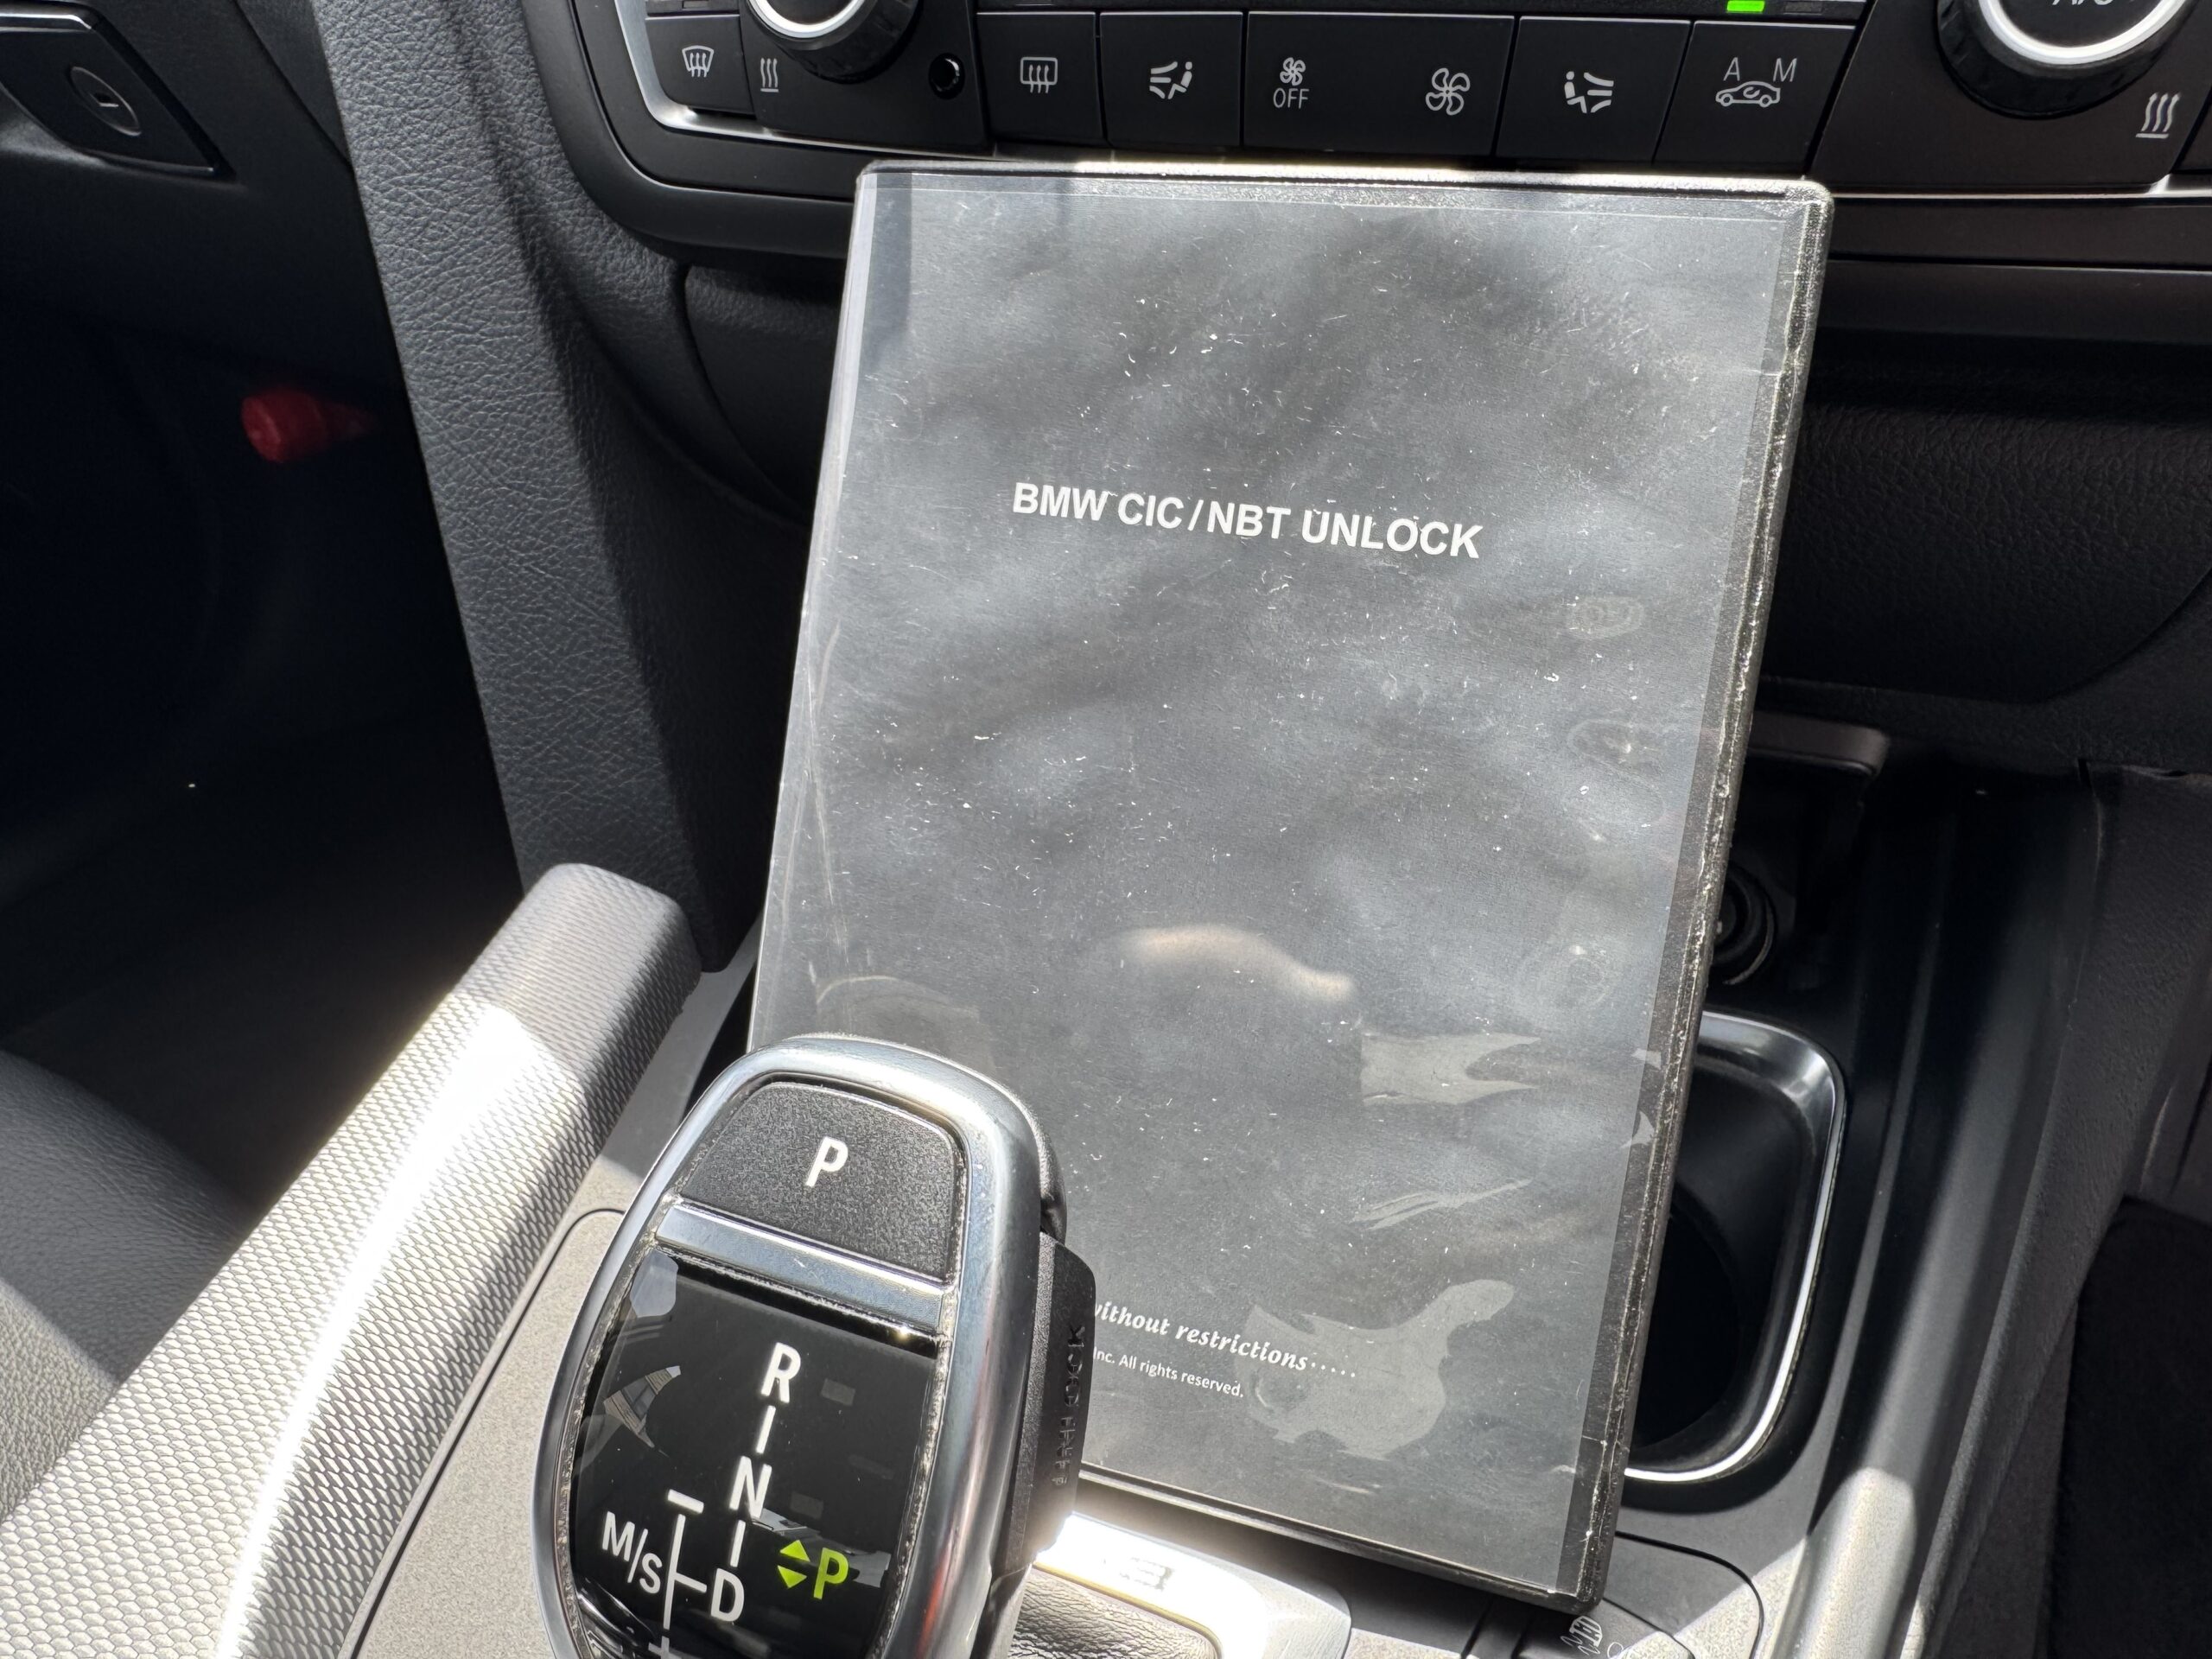 A M
OFF
BMW CIC/NBT UNLOCK
without restrictions.....
Inc. All rights reserved.
P
R
N
M/S
D
P